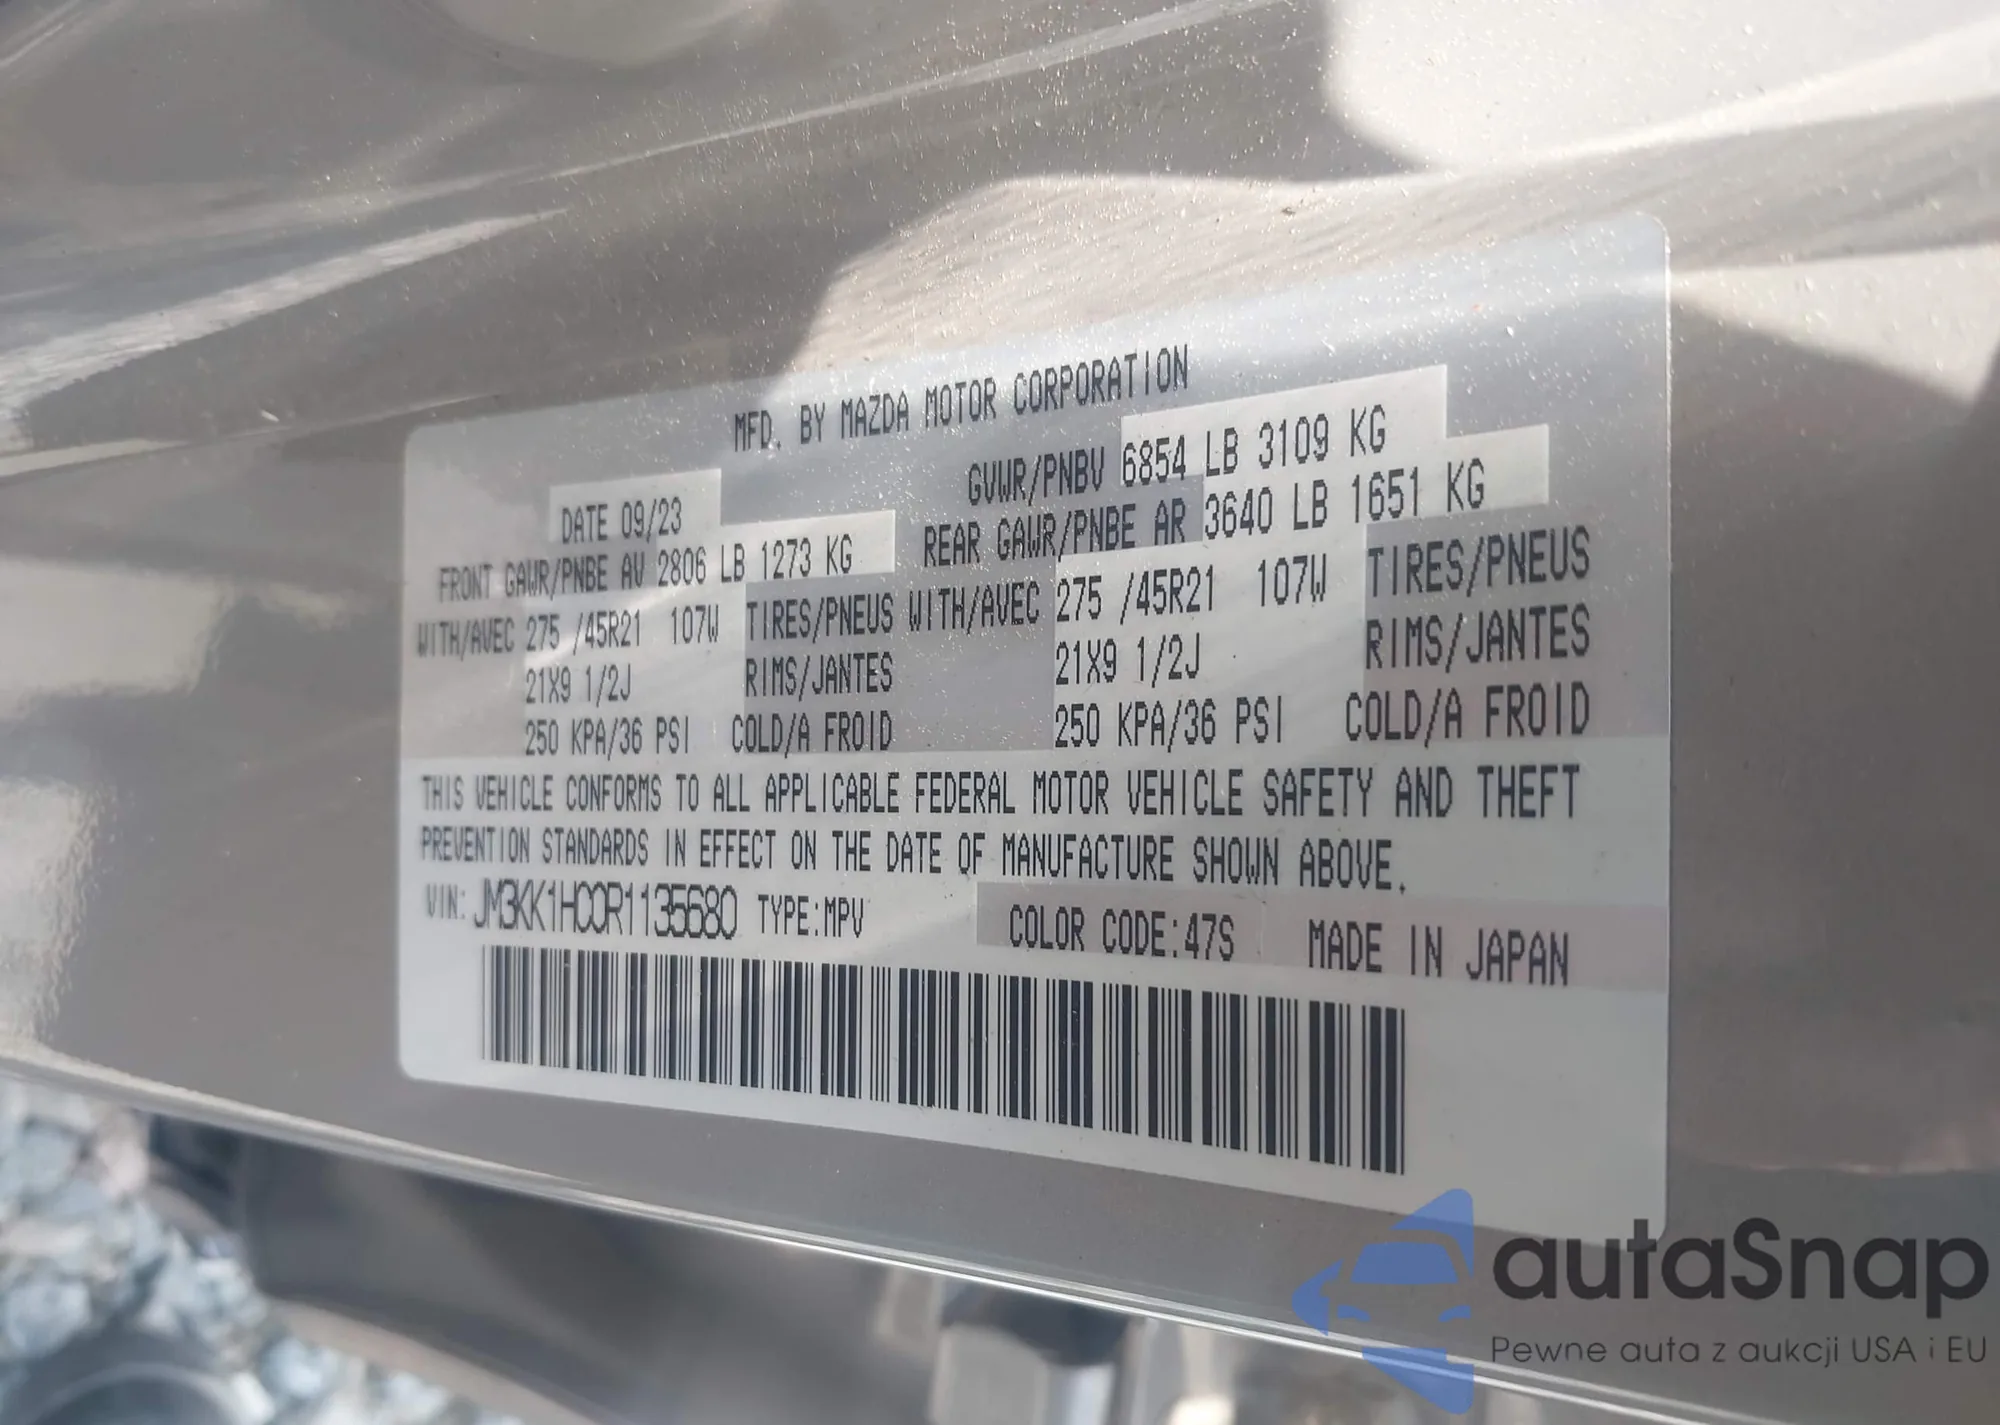 MFD. BY MAZDA MOTOR CORPORATION
DATE 09/23 GVWR/PNBV 6854 LB 3109 KG
FRONT GAWR/PNBE AV 2806 LB 1273 KG REAR GAWR/PNBE AR 3640 LB 1651 KG
WITH/AVEC 275 /45R21 107W TIRES/PNEUS WITH/AVEC 275 /45R21 107W TIRES/PNEUS
21X9 1/2J RIMS/JANTES 21X9 1/2J RIMS/JANTES
250 KPA/36 PSI COLD/A FROID 250 KPA/36 PSI COLD/A FROID
THIS VEHICLE CONFORMS TO ALL APPLICABLE FEDERAL MOTOR VEHICLE SAFETY AND THEFT
PREVENTION STANDARDS IN EFFECT ON THE DATE OF MANUFACTURE SHOWN ABOVE.
VIN: JM3KK1HC0R1135680 TYPE:MPV COLOR CODE:47S MADE IN JAPAN
autaSnap
Pewne auta z aukcji USA i EU